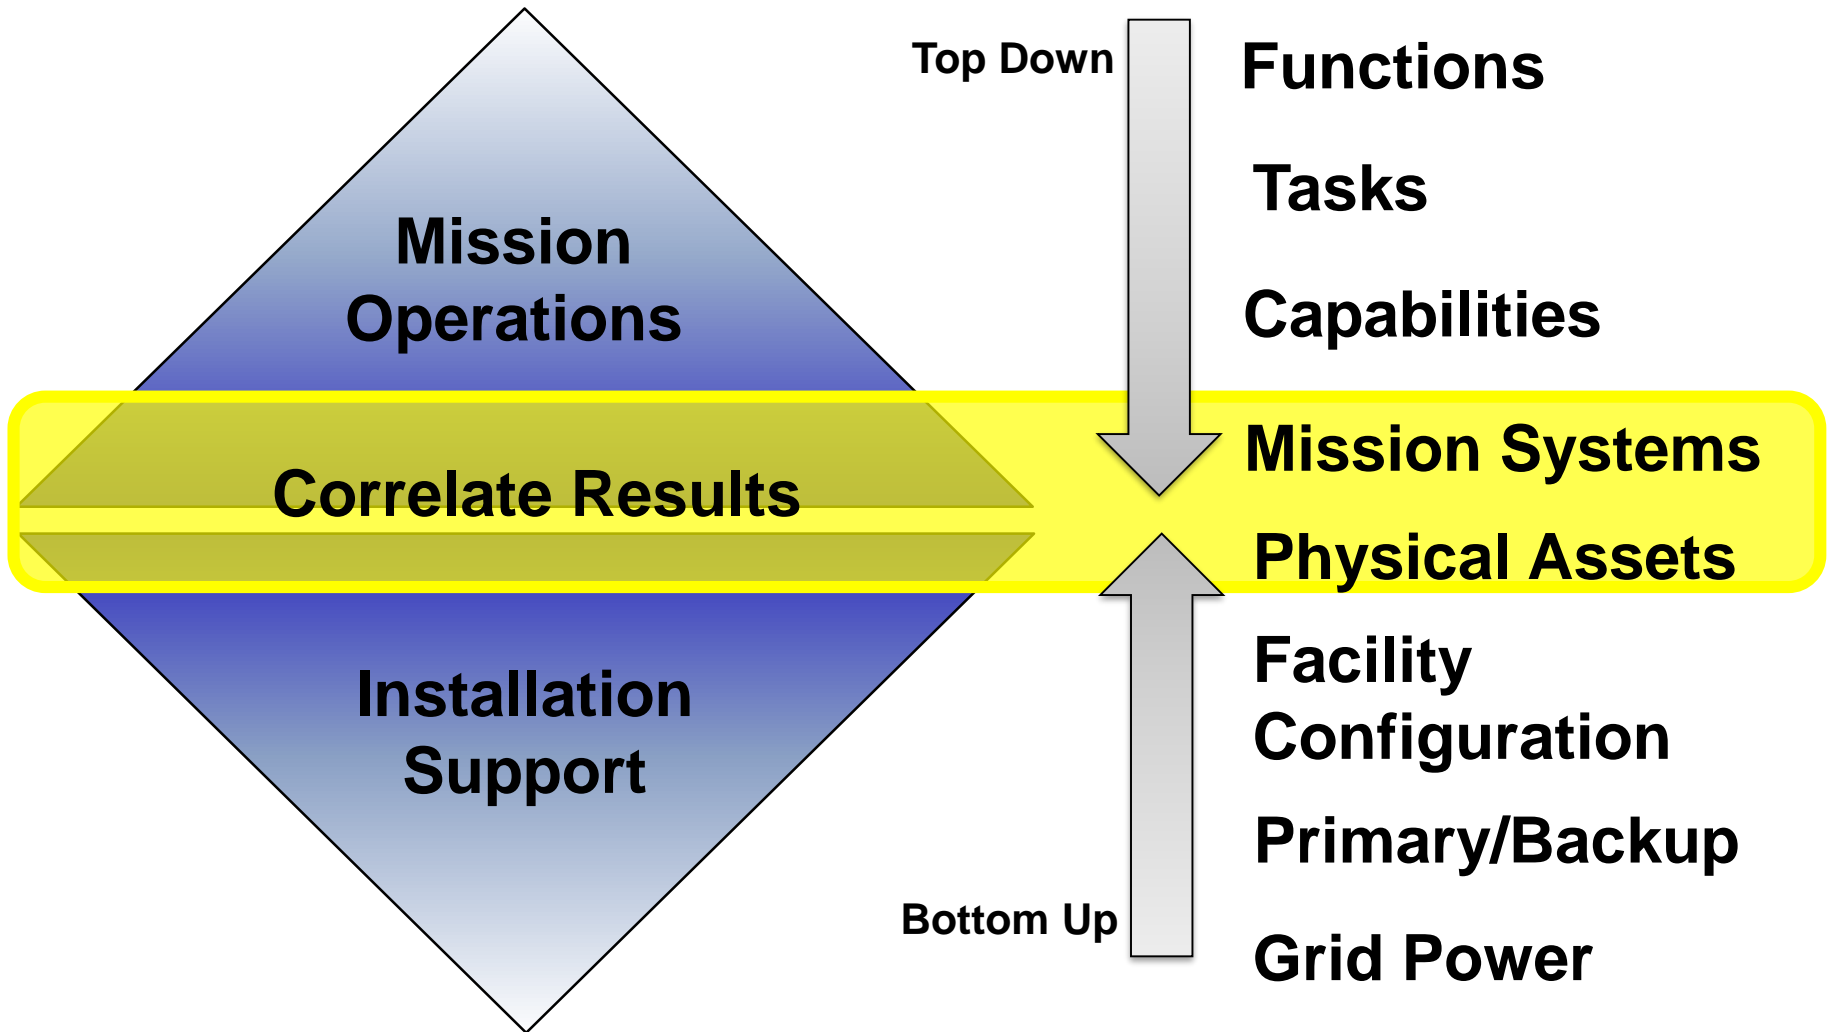 Top Down
Functions
Tasks
Mission
Operations
Capabilities
Correlate Results
Mission Systems
Physical Assets
Installation
Support
Facility
Configuration
Primary/Backup
Bottom Up
Grid Power